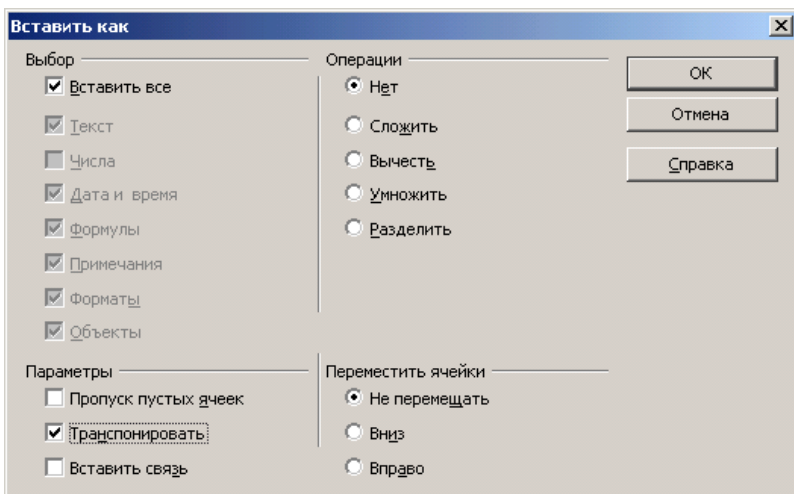 Вставить как
Выбор
Вставить все
Текст
Числа
Дата и время
Формулы
Примечания
Форматы
Объекты
Операции
Нет
Сложить
Вычесть
Умножить
Разделить
ОК
Отмена
Справка
Параметры
Пропуск пустых ячеек
Транспонировать
Вставить связь
Переместить ячейки
Не перемещать
Вниз
Вправо